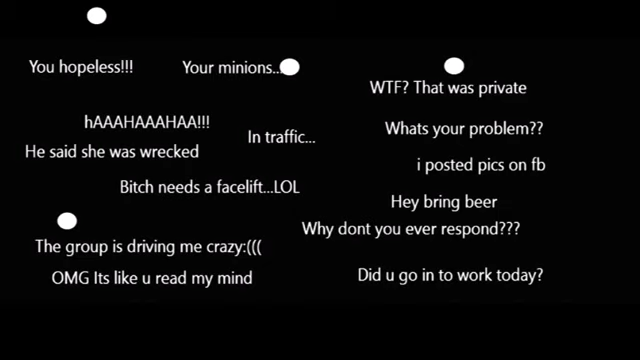 You hopeless!!!
Your minions...
WTF? That was private
hAAAHAAAHAA!!!
In traffic...
Whats your problem??
He said she was wrecked
i posted pics on fb
Bitch needs a facelift...LOL
Hey bring beer
Why dont you ever respond???
The group is driving me crazy:(((
OMG Its like u read my mind
Did u go in to work today?